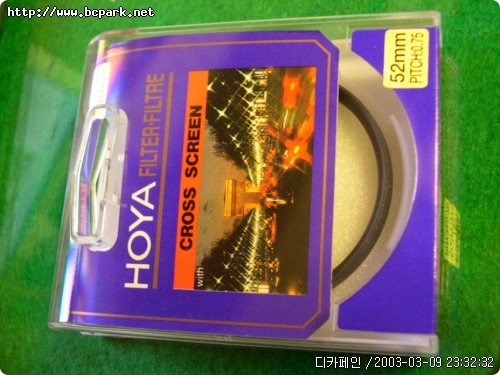 http://www.bcpark.net
HOYA
FILTER·FILTRE
with
CROSS SCREEN
52mm
PITCH:0.75
디카페인 /2003-03-09 23:32:32